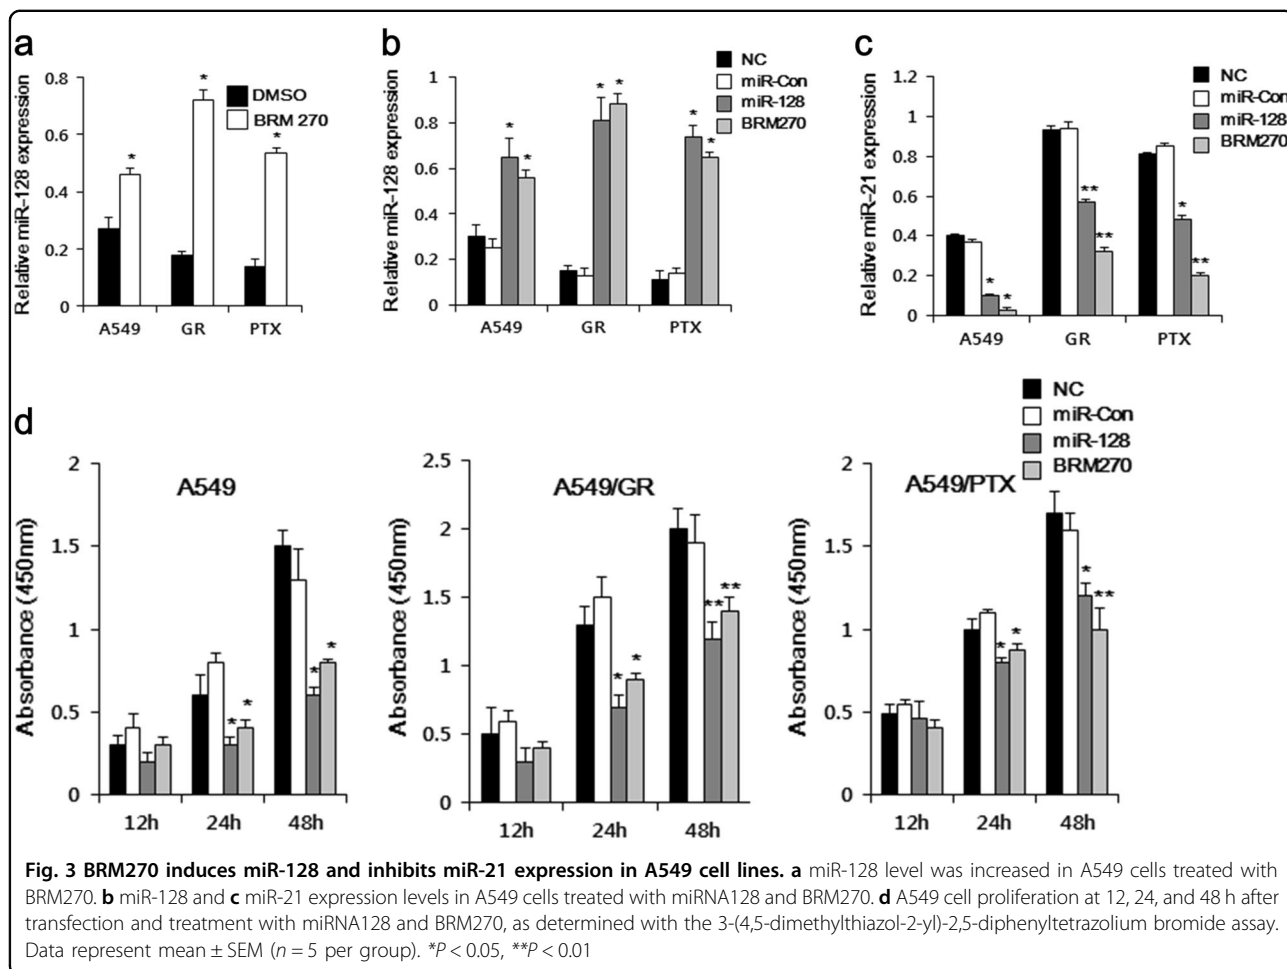 a
0.8
0.6
0.4
0.2
0
Relative miR-128 expression
DMSO
BRM 270
*
*
*
A549 GR PTX
b
NC
miR-Con
miR-128
BRM270
1
0.8
0.6
0.4
0.2
0
Relative miR-128 expression
* *
* *
* *
A549 GR PTX
c
NC
miR-Con
miR-128
BRM270
1.2
1
0.8
0.6
0.4
0.2
0
Relative miR-21 expression
* *
** **
* **
A549 GR PTX
d
NC
miR-Con
miR-128
BRM270
A549
2
1.5
1
0.5
0
Absorbance (450nm)
* *
* *
12h 24h 48h
A549/GR
2.5
2
1.5
1
0.5
0
Absorbance (450nm)
* *
** **
12h 24h 48h
A549/PTX
2
1.5
1
0.5
0
Absorbance (450nm)
* *
* **
12h 24h 48h
Fig. 3 BRM270 induces miR-128 and inhibits miR-21 expression in A549 cell lines. a miR-128 level was increased in A549 cells treated with
BRM270. b miR-128 and c miR-21 expression levels in A549 cells treated with miRNA128 and BRM270. d A549 cell proliferation at 12, 24, and 48 h after
transfection and treatment with miRNA128 and BRM270, as determined with the 3-(4,5-dimethylthiazol-2-yl)-2,5-diphenyltetrazolium bromide assay.
Data represent mean ± SEM (n = 5 per group). *P < 0.05, **P < 0.01